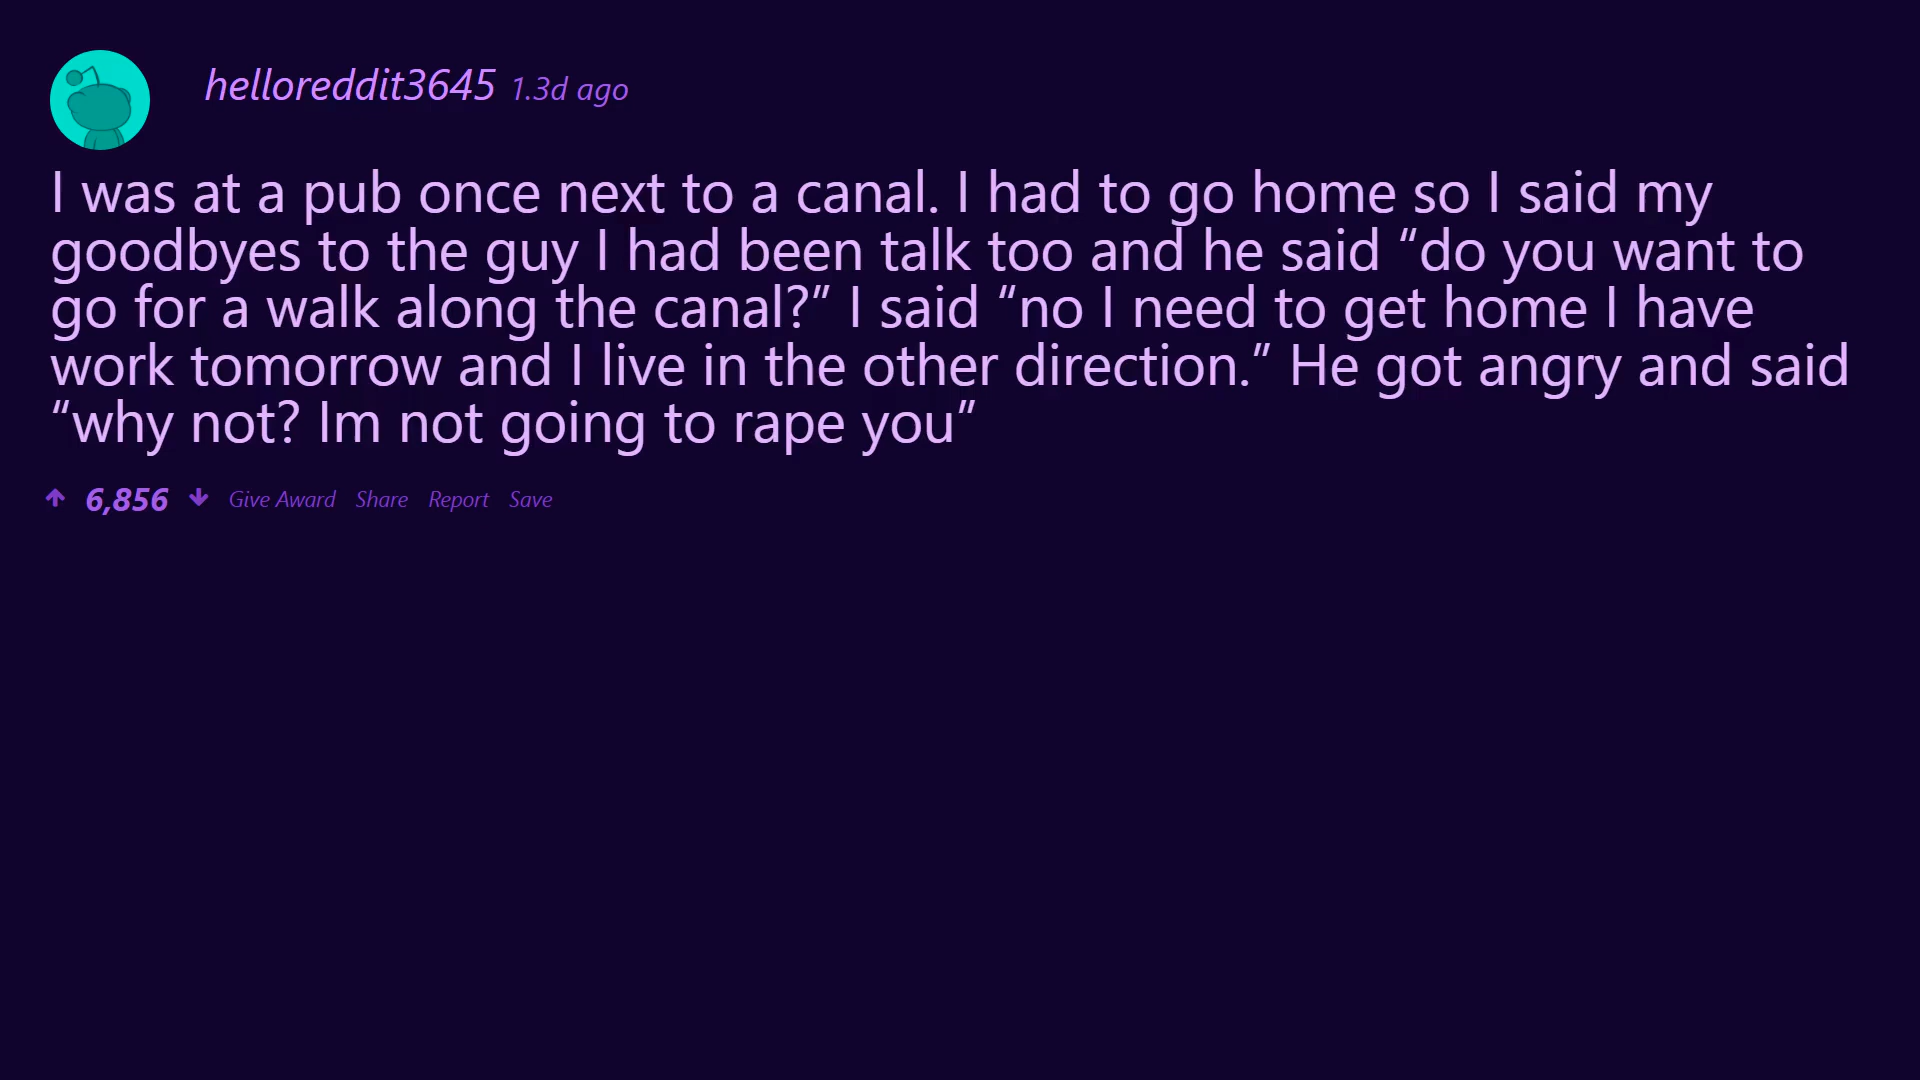 helloreddit3645 1.3d ago
I was at a pub once next to a canal. I had to go home so I said my
goodbyes to the guy I had been talk too and he said “do you want to
go for a walk along the canal?” I said “no I need to get home I have
work tomorrow and I live in the other direction.” He got angry and said
“why not? Im not going to rape you”
6,856 Give Award Share Report Save